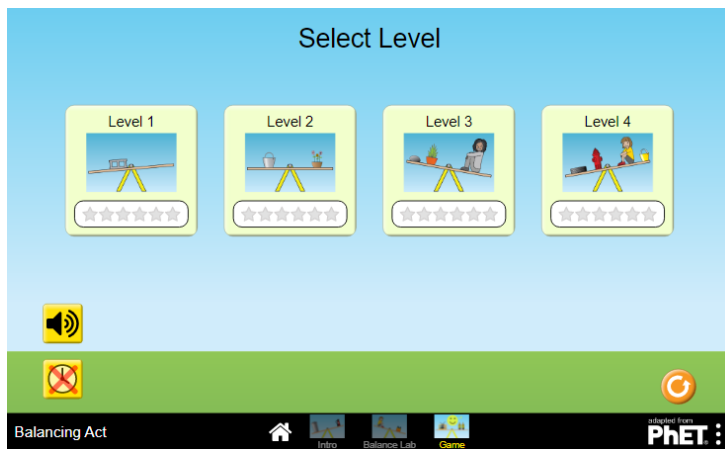 Select Level
Level 1
Level 2
Level 3
Level 4
Balancing Act
Intro
Balance Lab
Game
adapted from
PhET